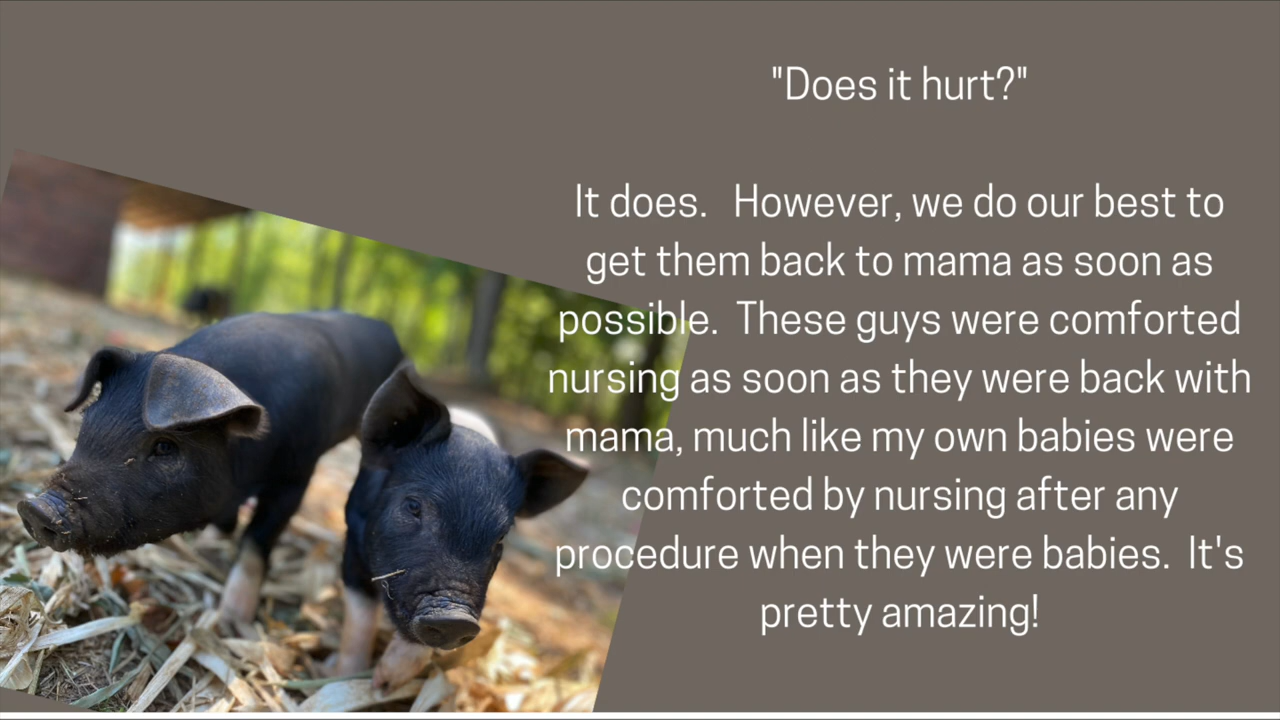 "Does it hurt?"
It does. However, we do our best to
get them back to mama as soon as
possible. These guys were comforted
nursing as soon as they were back with
mama, much like my own babies were
comforted by nursing after any
procedure when they were babies. It's
pretty amazing!